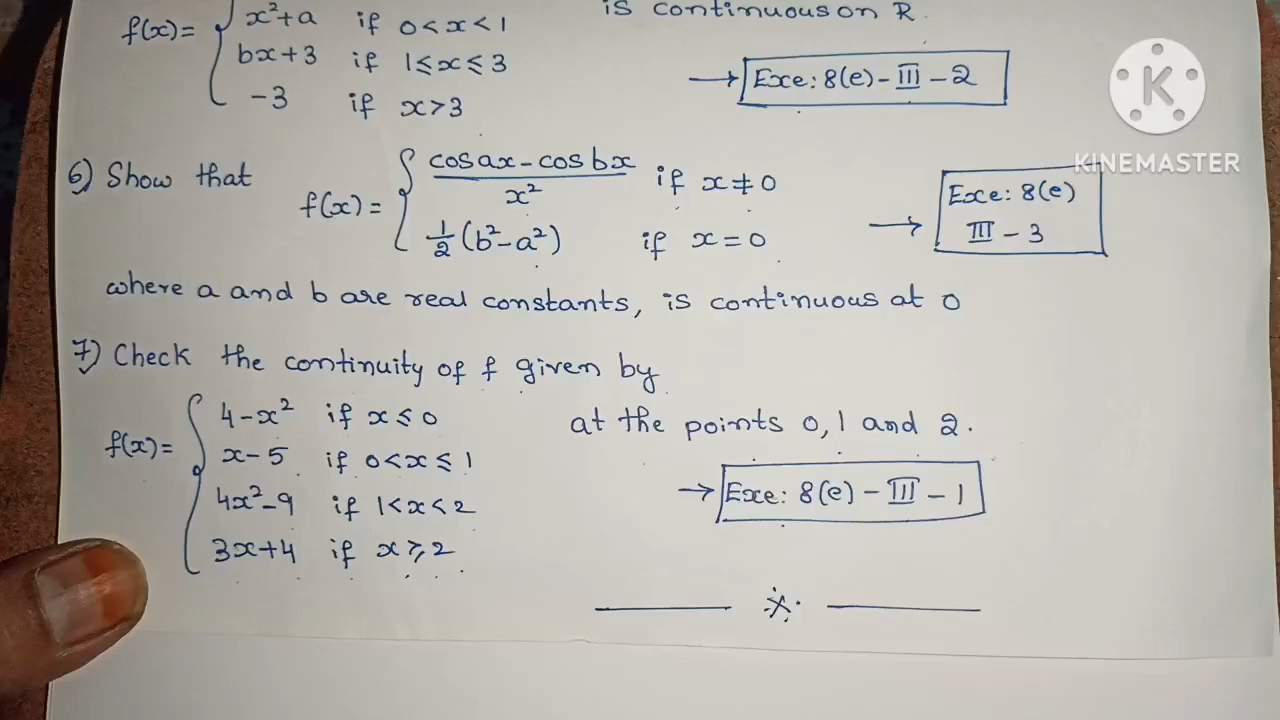 f(x) = { x²+a if 0<x<1 is continuous on R.
bx+3 if 1≤x≤3 → Exe: 8(e)-III-2
-3 if x>3
K
KINEMASTER
6) Show that f(x) = { (cos ax - cos bx)/x² if x≠0 → Exe: 8(e) III-3
½(b²-a²) if x=0
where a and b are real constants, is continuous at 0
7) Check the continuity of f given by
f(x) = { 4-x² if x≤0 at the points 0, 1 and 2.
x-5 if 0<x≤1
4x²-9 if 1<x<2 → Exe: 8(e)-III-1
3x+4 if x≥2